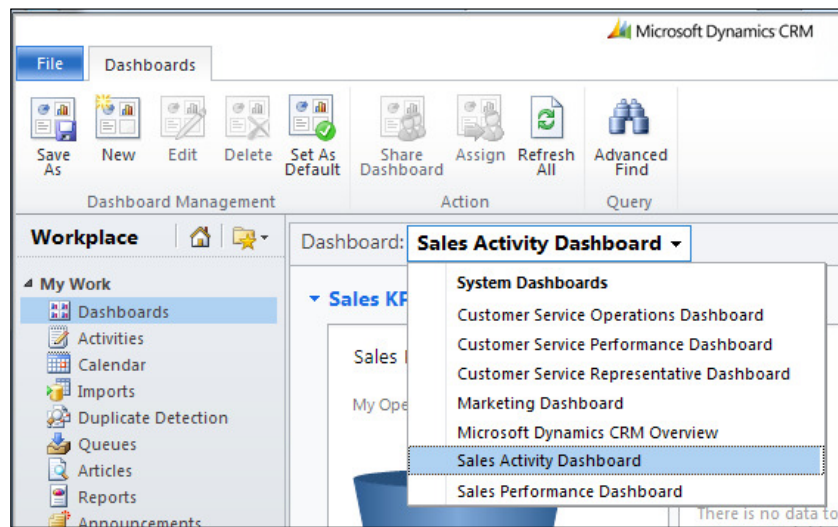 Microsoft Dynamics CRM
File Dashboards
Save As New Edit Delete Set As Default Share Dashboard Assign Refresh All Advanced Find
Dashboard Management Action Query
Workplace
Dashboard: Sales Activity Dashboard
My Work
Dashboards
Activities
Calendar
Imports
Duplicate Detection
Queues
Articles
Reports
Announcements
Sales KP
Sales
My Ope
System Dashboards
Customer Service Operations Dashboard
Customer Service Performance Dashboard
Customer Service Representative Dashboard
Marketing Dashboard
Microsoft Dynamics CRM Overview
Sales Activity Dashboard
Sales Performance Dashboard
There is no data to